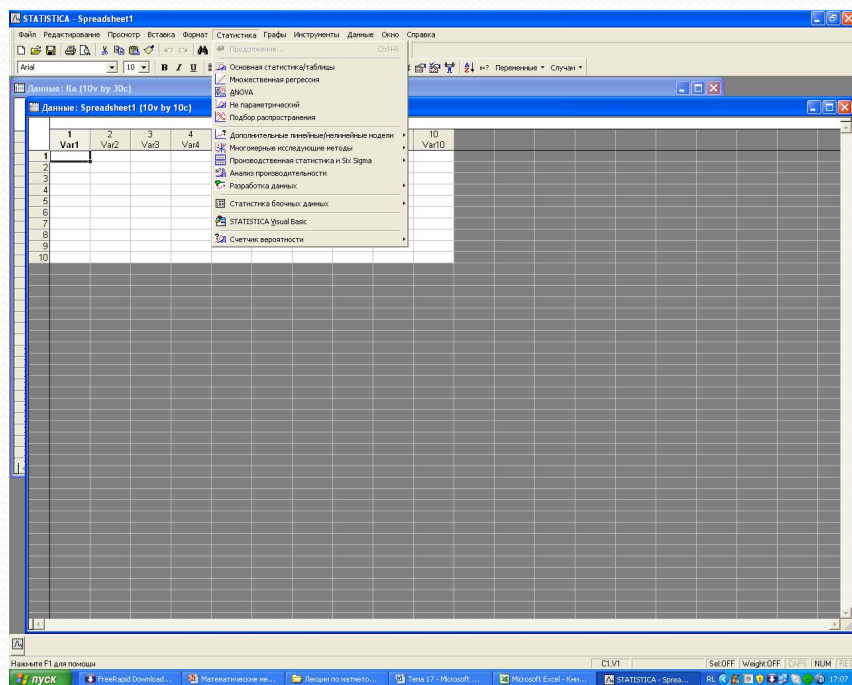 STATISTICA - Spreadsheet1
Файл Редактирование Просмотр Вставка Формат Статистика Графы Инструменты Данные Окно Справка
Продолжение... Ctrl+R
Arial 10 B I U Переменные Случаи
Основная статистика/таблицы
Множественная регрессия
ANOVA
Не параметрический
Подбор распространения
Дополнительные линейные/нелинейные модели
Многомерные исследующие методы
Производственная статистика и Six Sigma
Анализ производительности
Разработка данных
Статистика блочных данных
STATISTICA Visual Basic
Счетчик вероятности
Данные: Ka (10v by 30c)
Данные: Spreadsheet1 (10v by 10c)
1 2 3 4 10
Var1 Var2 Var3 Var4 Var10
1
2
3
4
5
6
7
8
9
10
Нажмите F1 для помощи C1,V1 Sel:OFF Weight:OFF CAPS NUM REC
пуск FreeRapid Download... Математические ме... Лекции по матмето... Тема 17 - Microsoft ... Microsoft Excel - Кни... STATISTICA - Sprea... RL 17:07